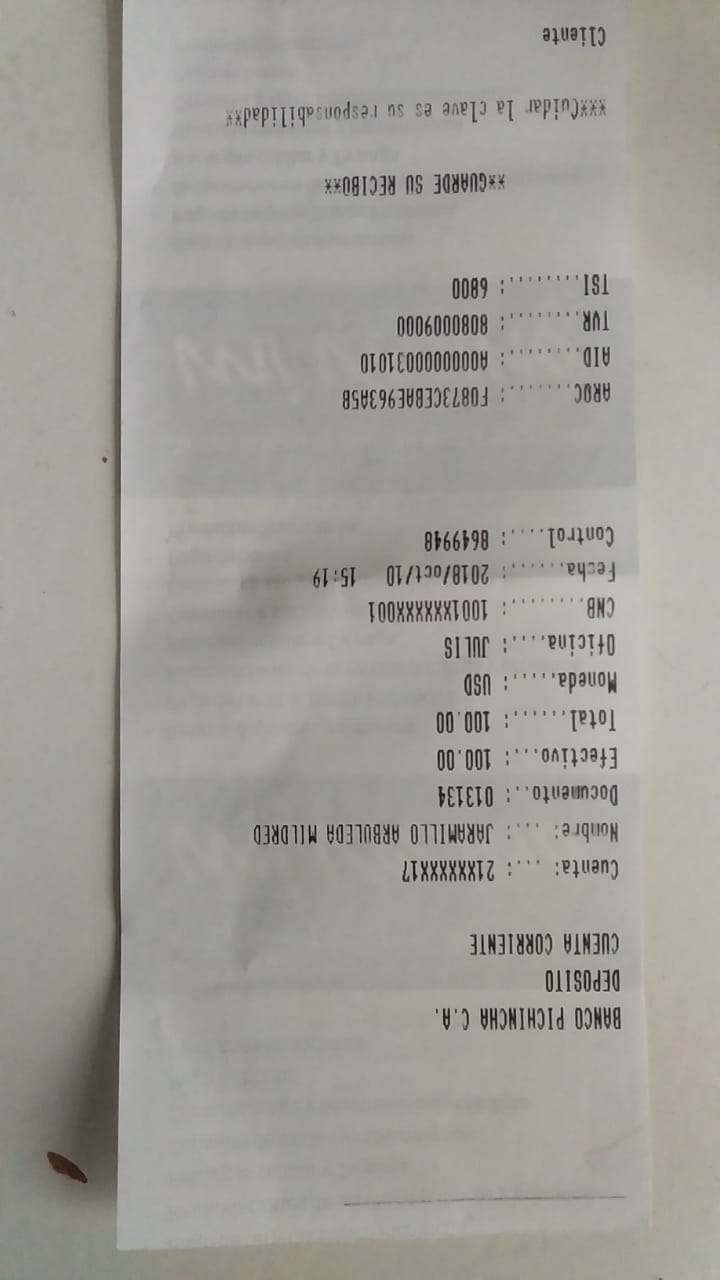 BANCO PICHINCHA C.A.
DEPOSITO
CUENTA CORRIENTE
Cuenta: ...: 21XXXXXX17
Nombre: ...: JARAMILLO ARBULEDA MILDRED
Documento..: 013134
Efectivo...: 100.00
Total......: 100.00
Moneda.....: USD
Oficina....: JULIS
CNB........: 1001XXXXXX001
Fecha......: 2018/oct/10 15:19
Control....: 8649948
ARQC.......: F0873CEBAE963A5B
AID........: A0000000031010
TVR........: 8080009000
TSI........: 6800
**GUARDE SU RECIBO**
***Cuidar la clave es su responsabilidad**
Cliente